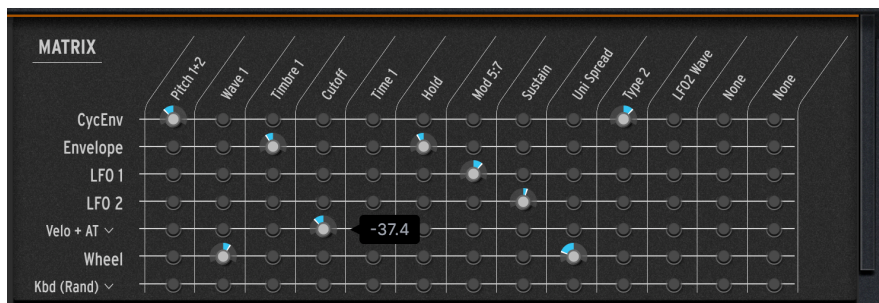 MATRIX
Pitch 1+2
Wave 1
Timbre 1
Cutoff
Time 1
Hold
Mod 5:7
Sustain
Uni Spread
Type 2
LFO2 Wave
None
None
CycEnv
Envelope
LFO 1
LFO 2
Velo + AT
-37.4
Wheel
Kbd (Rand)